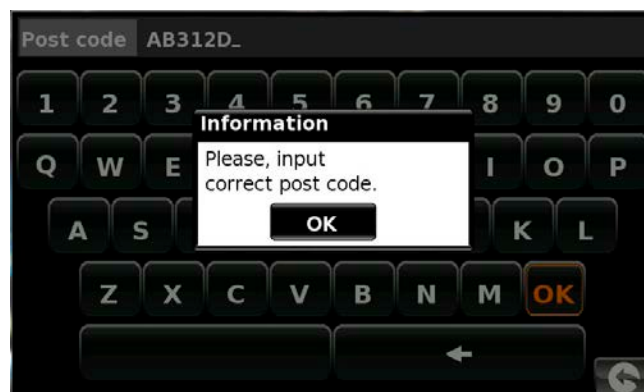 Post code AB312D_
1 2 3 4 5 6 7 8 9 0
Information
Q W E I O P
Please, input
correct post code.
A S K L
OK
Z X C V B N M OK